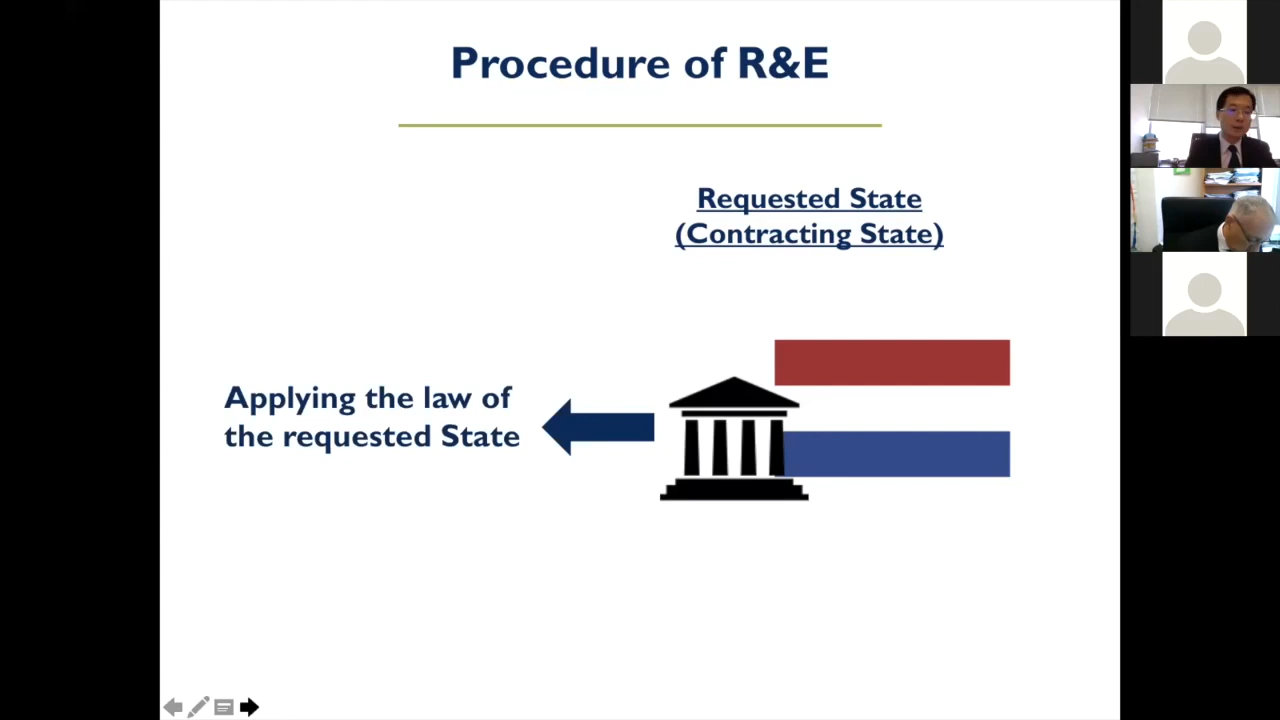 Procedure of R&E
Requested State
(Contracting State)
Applying the law of
the requested State